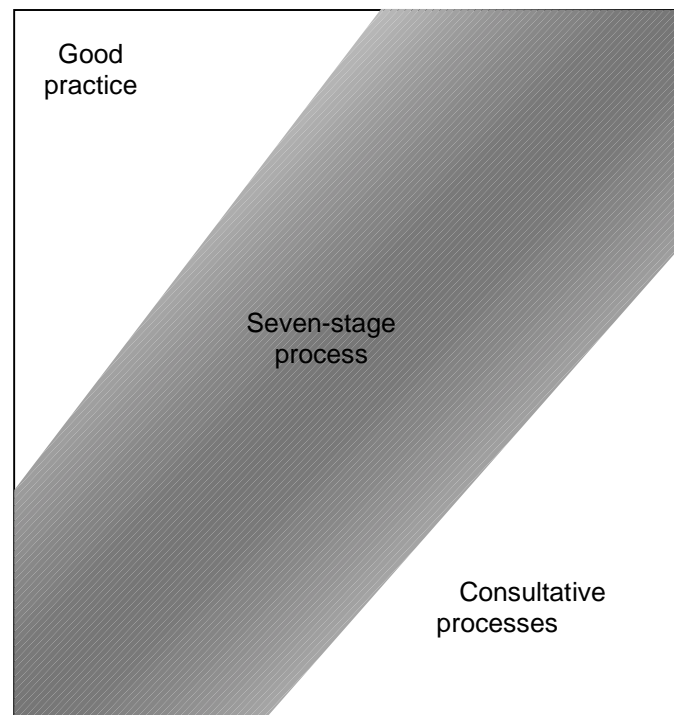 Good
practice
Seven-stage
process
Consultative
processes